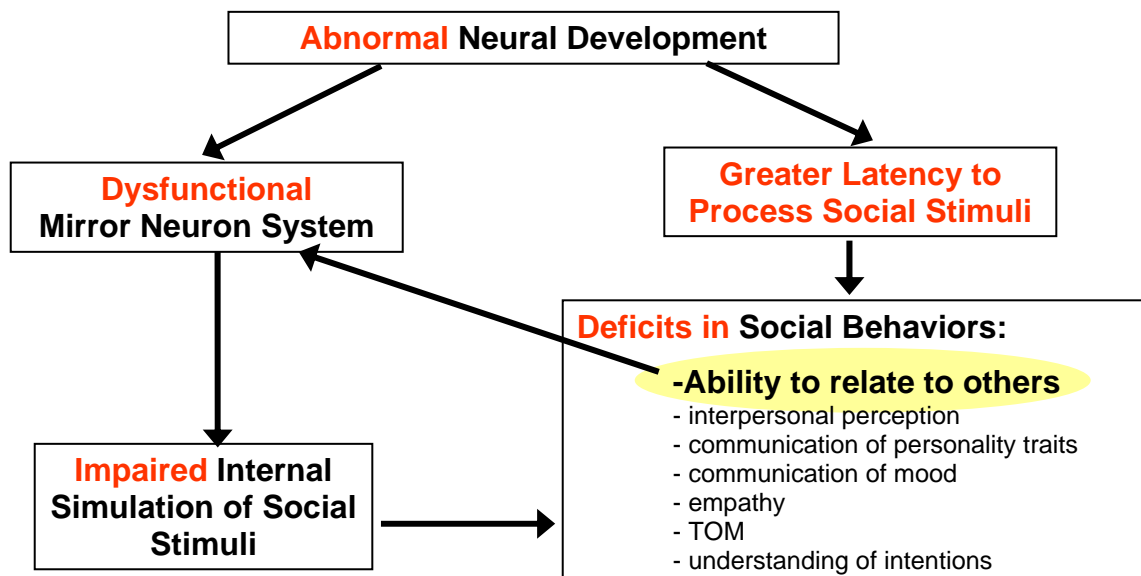 Abnormal Neural Development
Dysfunctional
Mirror Neuron System
Greater Latency to
Process Social Stimuli
Impaired Internal
Simulation of Social
Stimuli
Deficits in Social Behaviors:
-Ability to relate to others
- interpersonal perception
- communication of personality traits
- communication of mood
- empathy
- TOM
- understanding of intentions